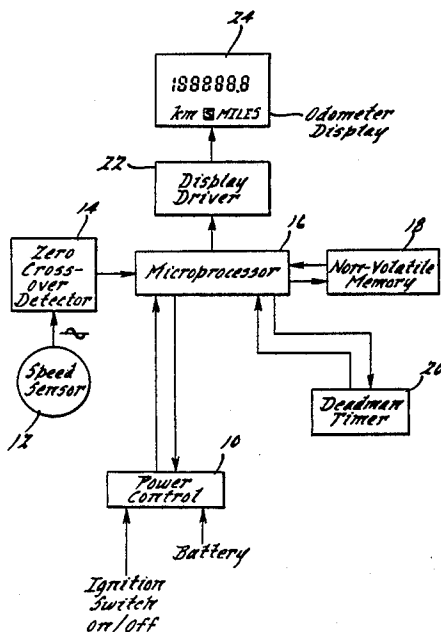 24
188888.8
km S MILES
Odometer
Display
22
Display
Driver
14
16
18
Zero
Cross-
over
Detector
Microprocessor
Non-Volatile
Memory
Speed
Sensor
12
20
Deadman
Timer
10
Power
Control
Battery
Ignition
Switch
on/off